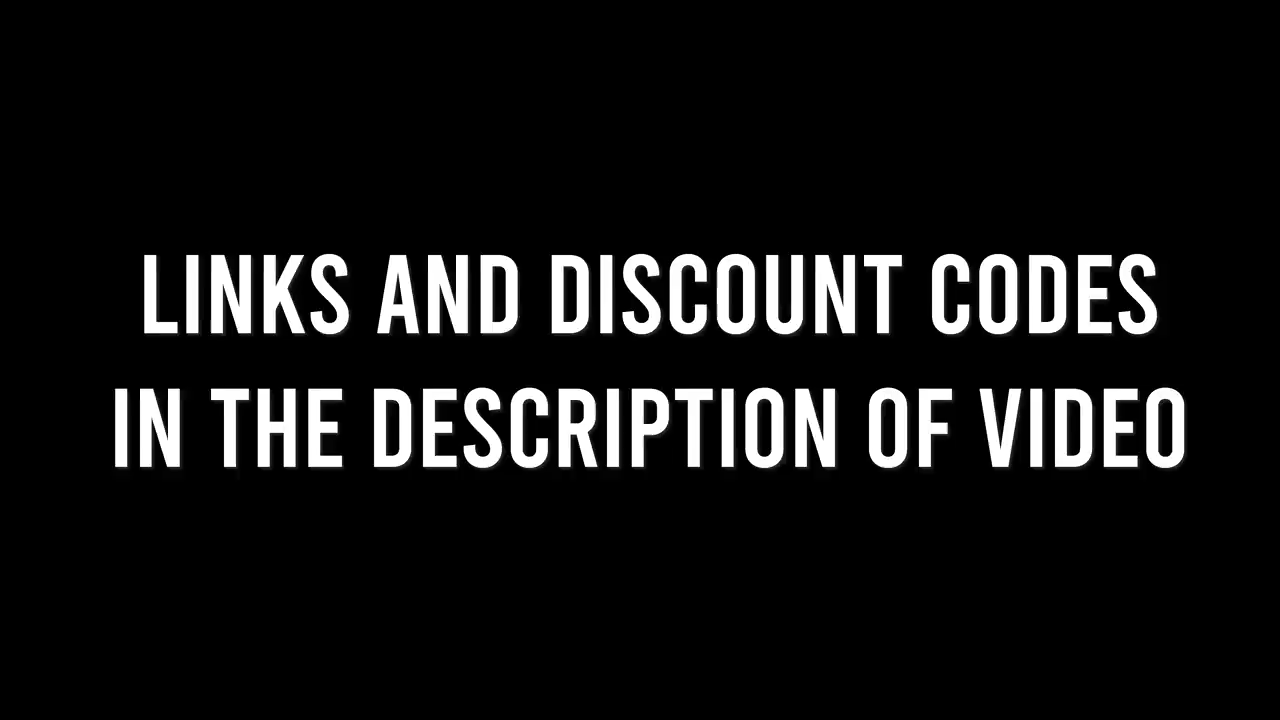 LINKS AND DISCOUNT CODES
IN THE DESCRIPTION OF VIDEO